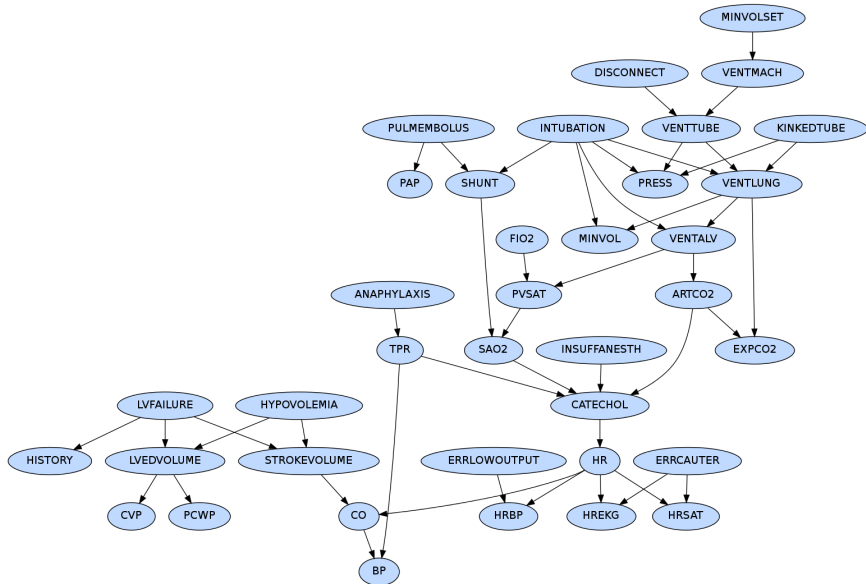 MINVOLSET
DISCONNECT
VENTMACH
PULMEMBOLUS
INTUBATION
VENTTUBE
KINKEDTUBE
PAP
SHUNT
PRESS
VENTLUNG
FIO2
MINVOL
VENTALV
ANAPHYLAXIS
PVSAT
ARTCO2
TPR
SAO2
INSUFFANESTH
EXPCO2
LVFAILURE
HYPOVOLEMIA
CATECHOL
HISTORY
LVEDVOLUME
STROKEVOLUME
ERRLOWOUTPUT
HR
ERRCAUTER
CVP
PCWP
CO
HRBP
HREKG
HRSAT
BP